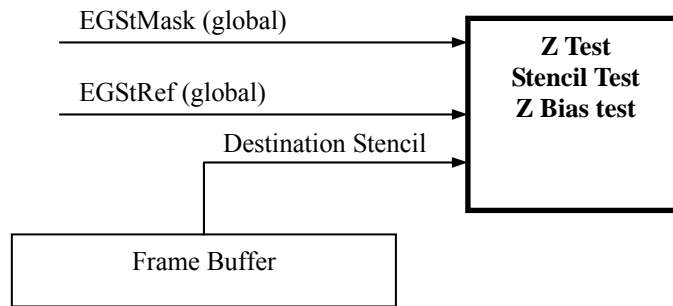 EGStMask (global)
Z Test
Stencil Test
Z Bias test
EGStRef (global)
Destination Stencil
Frame Buffer